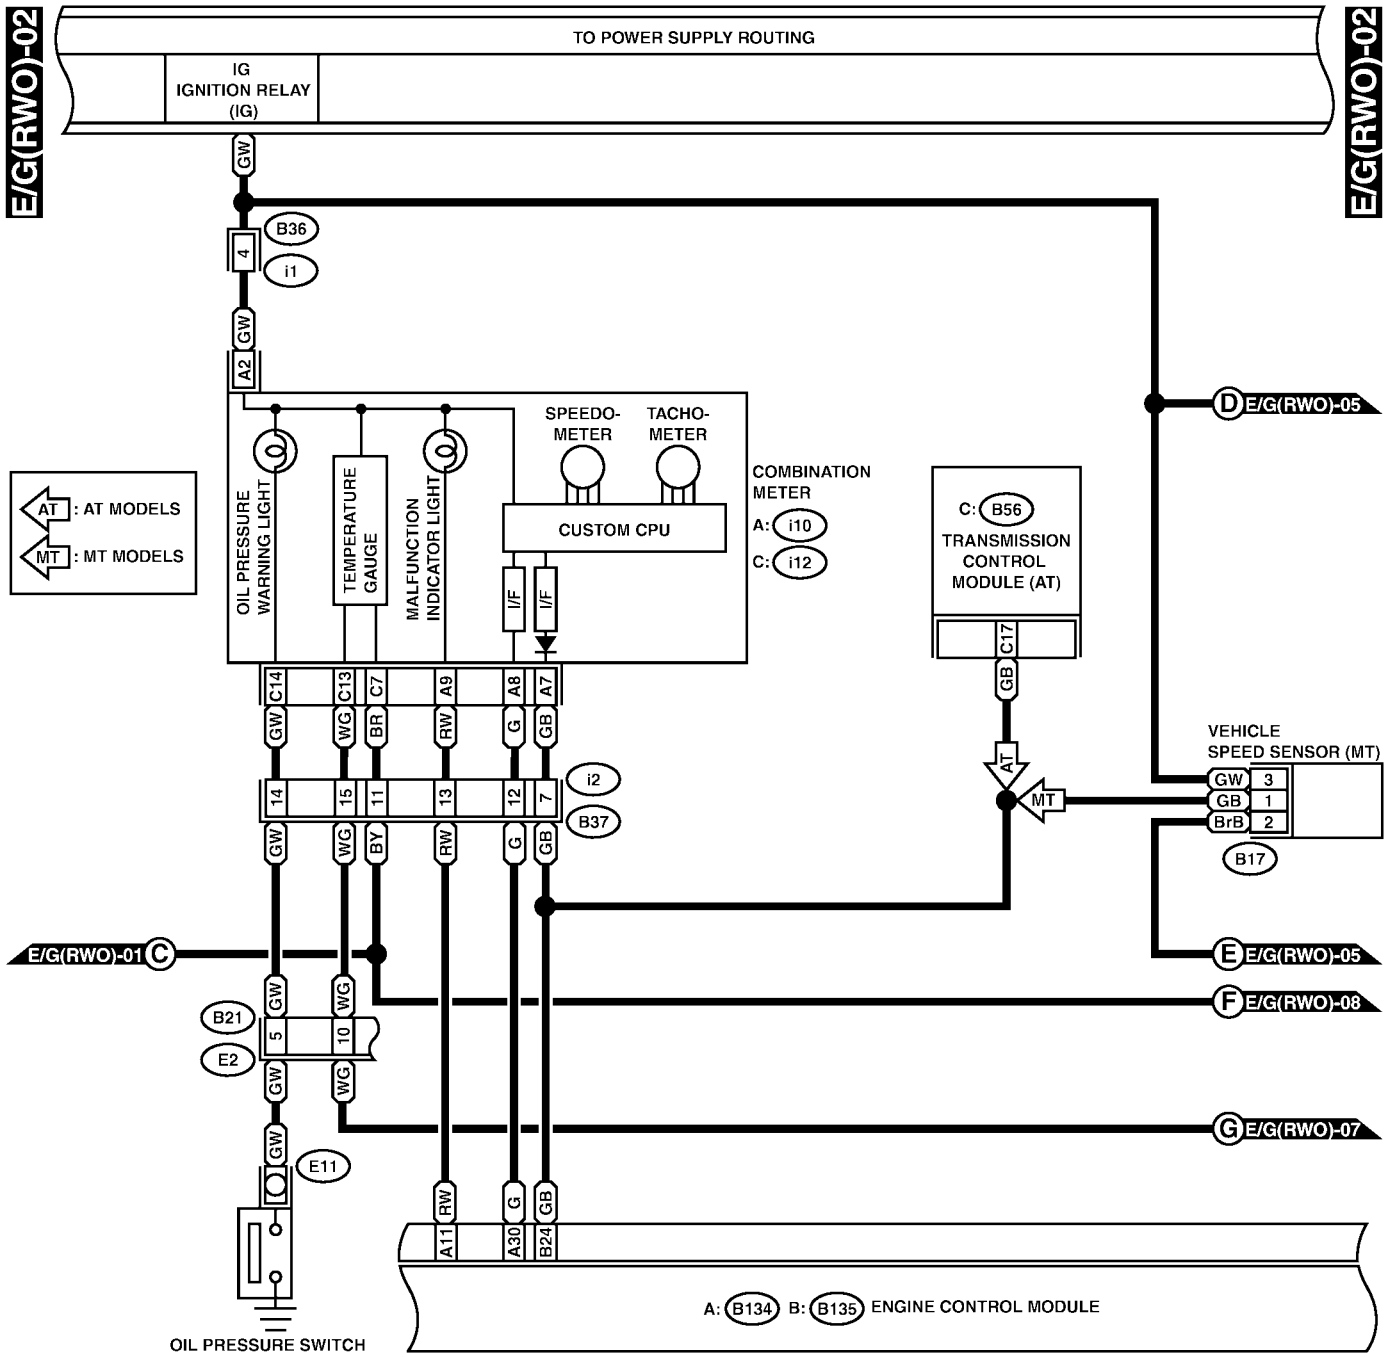 E/G(RWO)-02
TO POWER SUPPLY ROUTING
E/G(RWO)-02
IG
IGNITION RELAY
(IG)
GW
B36
4
i1
GW
A2
D E/G(RWO)-05
SPEEDO-
METER
TACHO-
METER
OIL PRESSURE
WARNING LIGHT
TEMPERATURE
GAUGE
MALFUNCTION
INDICATOR LIGHT
CUSTOM CPU
I/F
I/F
COMBINATION
METER
A: i10
C: i12
AT : AT MODELS
MT : MT MODELS
C: B56
TRANSMISSION
CONTROL
MODULE (AT)
C17
GB
AT
MT
VEHICLE
SPEED SENSOR (MT)
GW 3
GB 1
BrB 2
B17
C14 C13 C7 A9 A8 A7
GW WG BR RW G GB
i2
14 15 11 13 12 7
B37
GW WG BY RW G GB
E/G(RWO)-01 C
E E/G(RWO)-05
F E/G(RWO)-08
GW WG
B21
5 10
E2
GW WG
G E/G(RWO)-07
GW
E11
RW G GB
A11 A30 B24
A: B134 B: B135 ENGINE CONTROL MODULE
OIL PRESSURE SWITCH